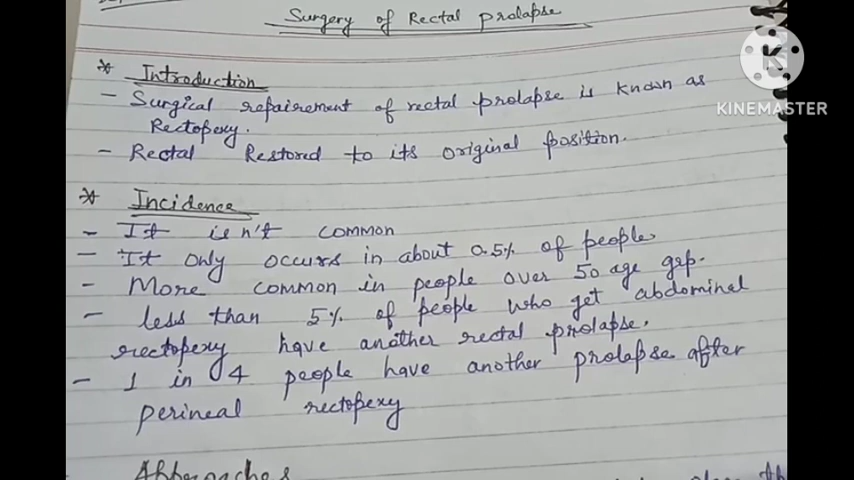 Surgery of Rectal prolapse
* Introduction
- Surgical repairement of rectal prolapse is known as
Rectopexy.
- Rectal Restored to its original position.
* Incidence
- It isn't common
- It only occurs in about 0.5% of people.
- More common in people over 50 age gap.
- less than 5% of people who get abdominal
rectopexy have another rectal prolapse.
- 1 in 4 people have another prolapse after
perineal rectopexy
Approaches
K
KINEMASTER